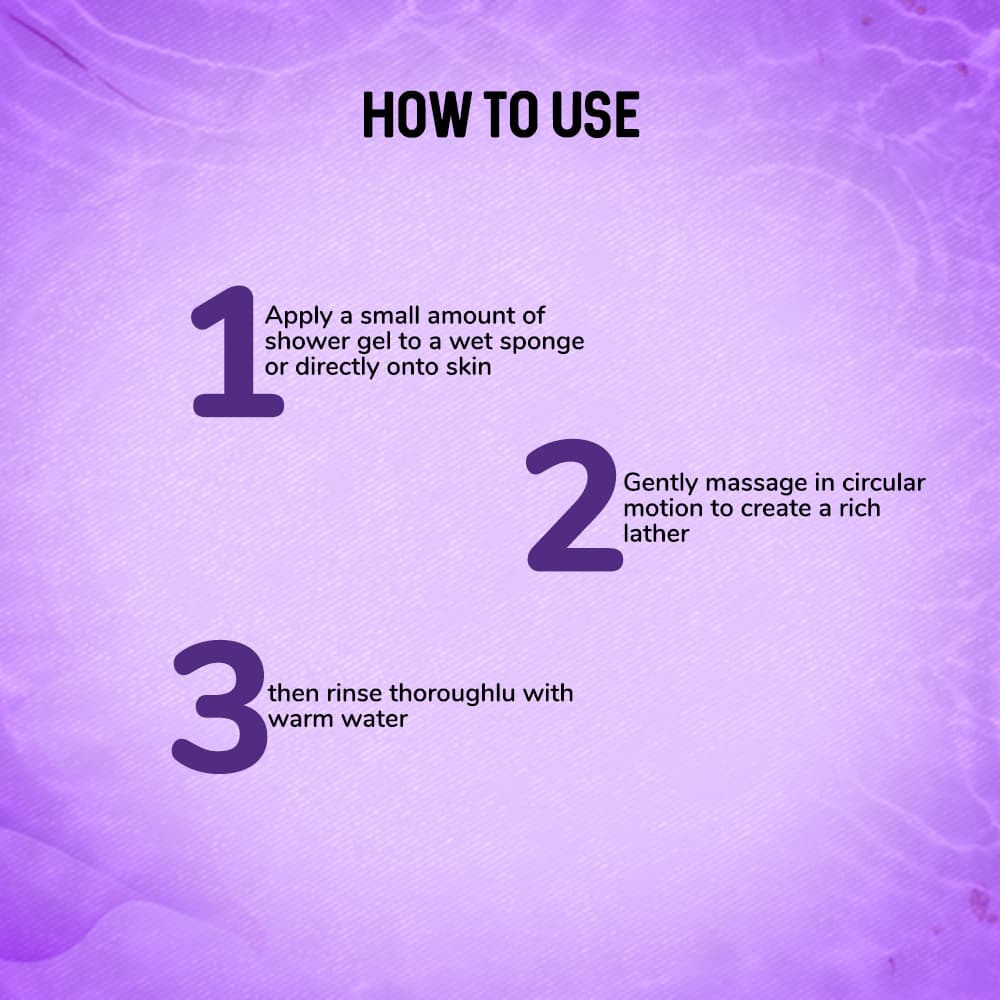 HOW TO USE
1
Apply a small amount of
shower gel to a wet sponge
or directly onto skin
2
Gently massage in circular
motion to create a rich
lather
3
then rinse thoroughlu with
warm water